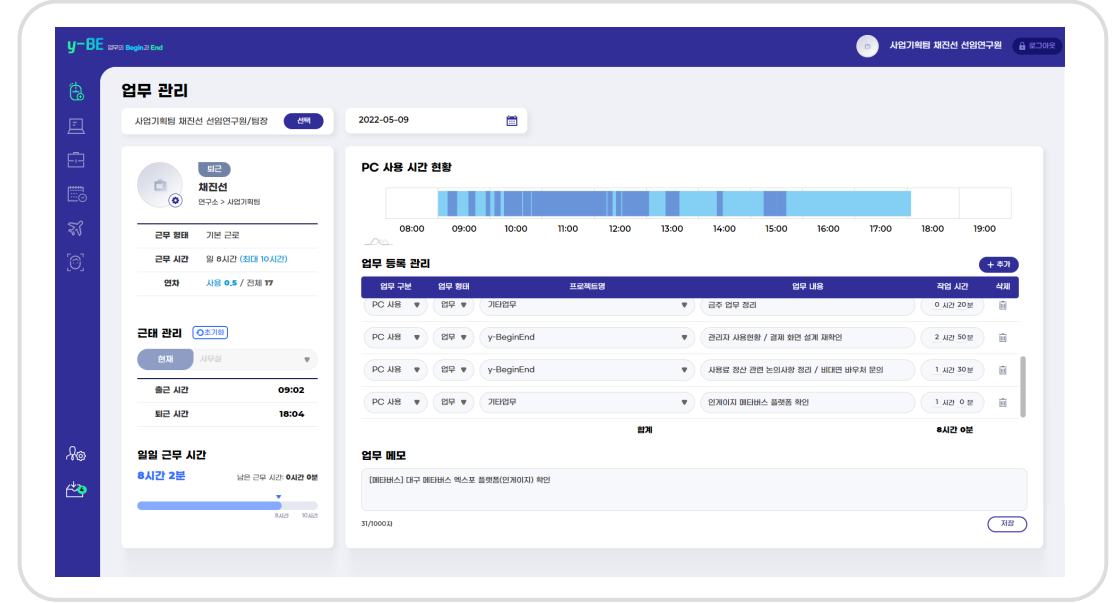 y-BE 업무의 Begin과 End
사업기획팀 채진선 선임연구원 로그아웃
업무 관리
사업기획팀 채진선 선임연구원/팀장 선택
2022-05-09
퇴근
채진선
연구소 > 사업기획팀
근무 형태 기본 근로
근무 시간 일 8시간 (최대 10시간)
연차 사용 0.5 / 전체 17
근태 관리 초기화
현재 사무실
출근 시간 09:02
퇴근 시간 18:04
일일 근무 시간
8시간 2분 남은 근무 시간: 0시간 0분
8시간 10시간
PC 사용 시간 현황
08:00 09:00 10:00 11:00 12:00 13:00 14:00 15:00 16:00 17:00 18:00 19:00
업무 등록 관리 + 추가
업무 구분 업무 형태 프로젝트명 업무 내용 작업 시간 삭제
PC 사용 업무 기타업무 금주 업무 정리 0 시간 20 분
PC 사용 업무 y-BeginEnd 관리자 사용현황 / 결제 화면 설계 재확인 2 시간 50 분
PC 사용 업무 y-BeginEnd 사용료 정산 관련 논의사항 정리 / 비대면 바우처 문의 1 시간 30 분
PC 사용 업무 기타업무 인게이지 메타버스 플랫폼 확인 1 시간 0 분
합계 8시간 0분
업무 메모
[메타버스] 대구 메타버스 엑스포 플랫폼(인게이지) 확인
31/1000자
저장